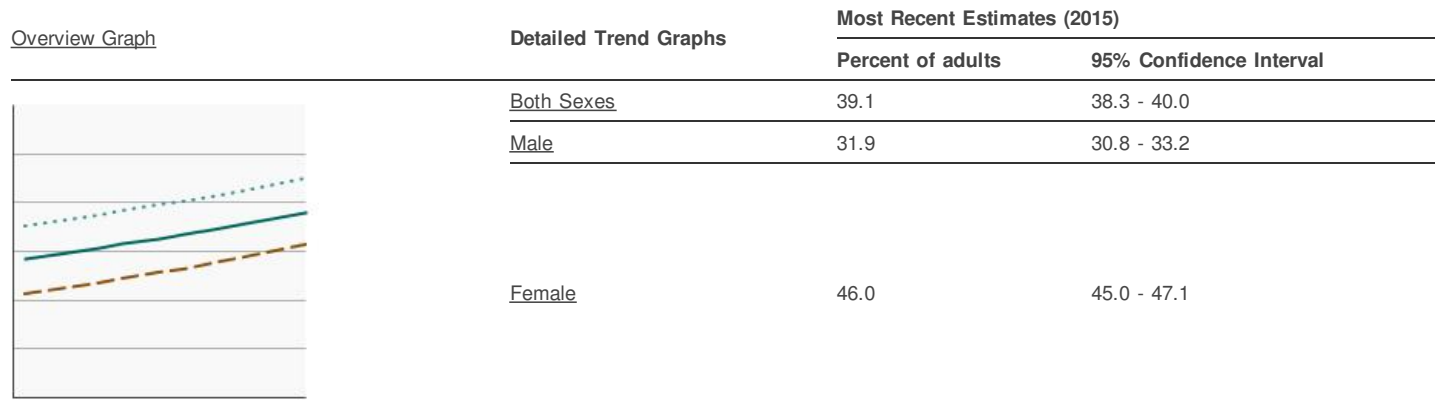 Overview Graph
Detailed Trend Graphs
Most Recent Estimates (2015)
Percent of adults 95% Confidence Interval
Both Sexes 39.1 38.3 - 40.0
Male 31.9 30.8 - 33.2
Female 46.0 45.0 - 47.1